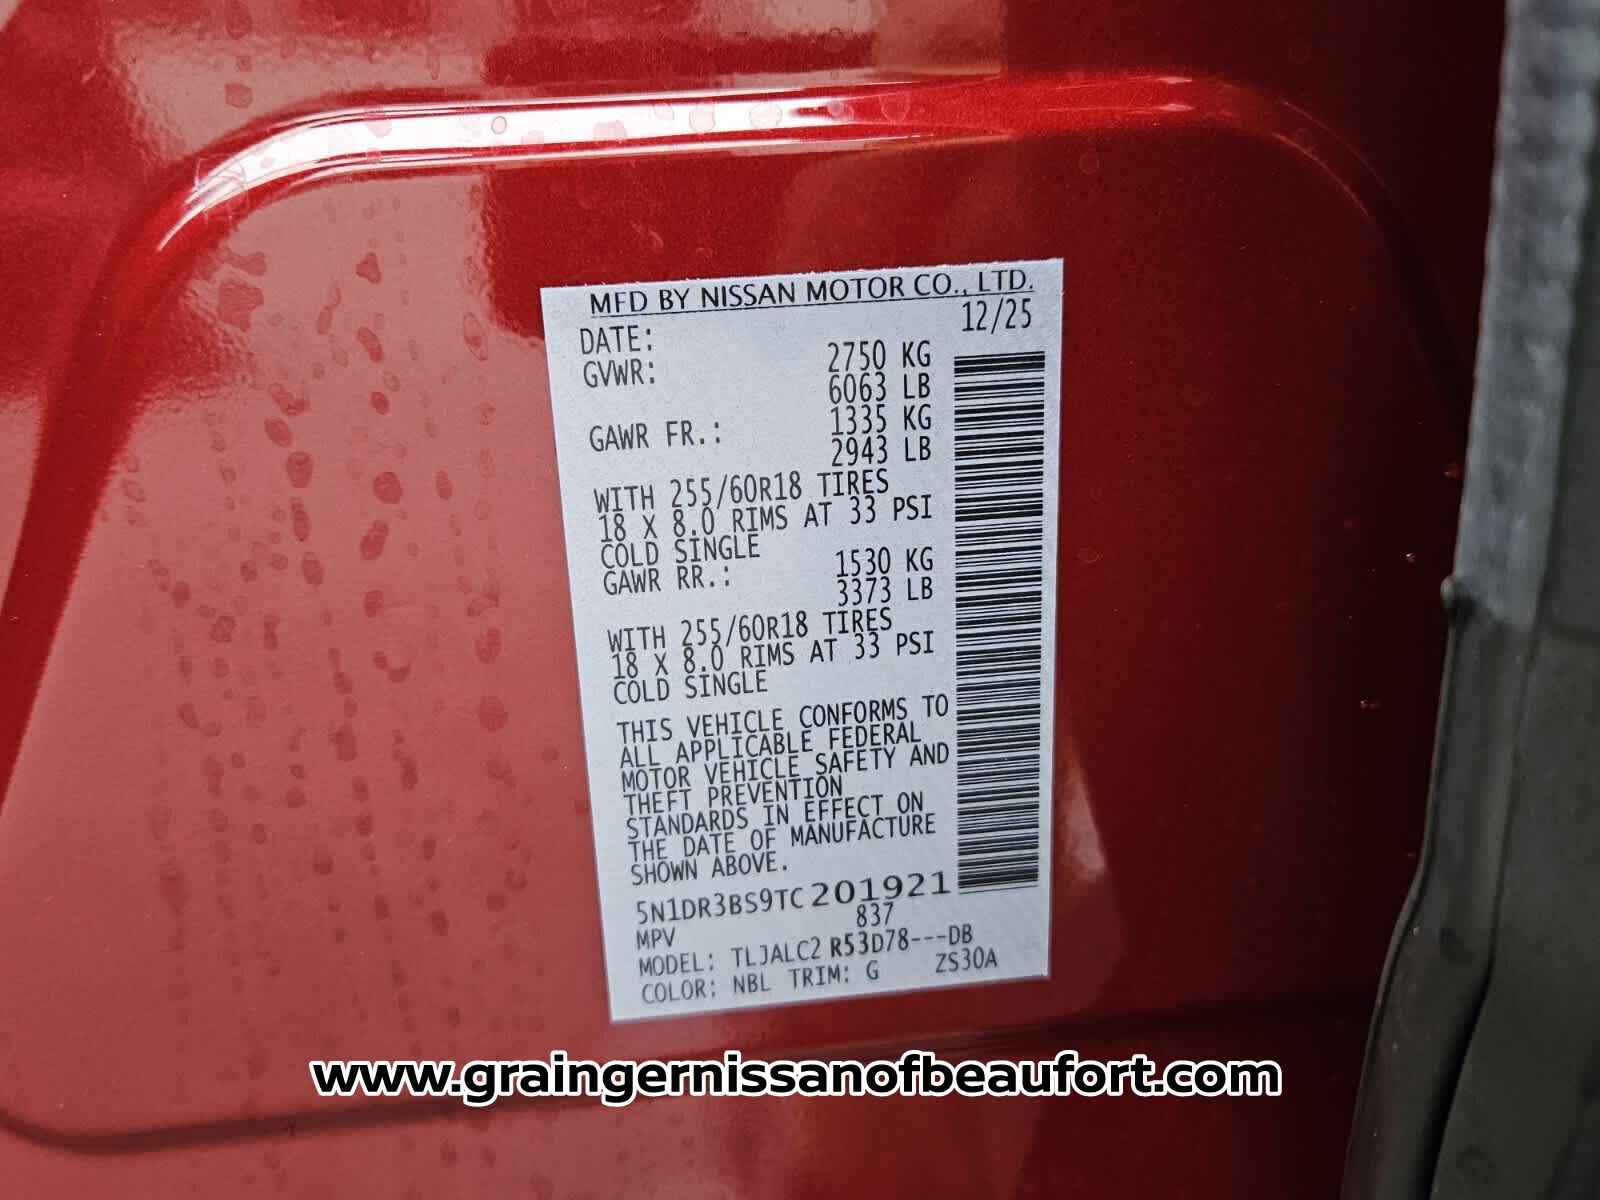 MFD BY NISSAN MOTOR CO., LTD.
DATE: 12/25
GVWR: 2750 KG
6063 LB
GAWR FR.: 1335 KG
2943 LB
WITH 255/60R18 TIRES
18 X 8.0 RIMS AT 33 PSI
COLD SINGLE
GAWR RR.: 1530 KG
3373 LB
WITH 255/60R18 TIRES
18 X 8.0 RIMS AT 33 PSI
COLD SINGLE
THIS VEHICLE CONFORMS TO
ALL APPLICABLE FEDERAL
MOTOR VEHICLE SAFETY AND
THEFT PREVENTION
STANDARDS IN EFFECT ON
THE DATE OF MANUFACTURE
SHOWN ABOVE.
5N1DR3BS9TC201921
MPV 837
MODEL: TLJALC2 R53D78---DB
COLOR: NBL TRIM: G ZS30A
www.graingernissanofbeaufort.com